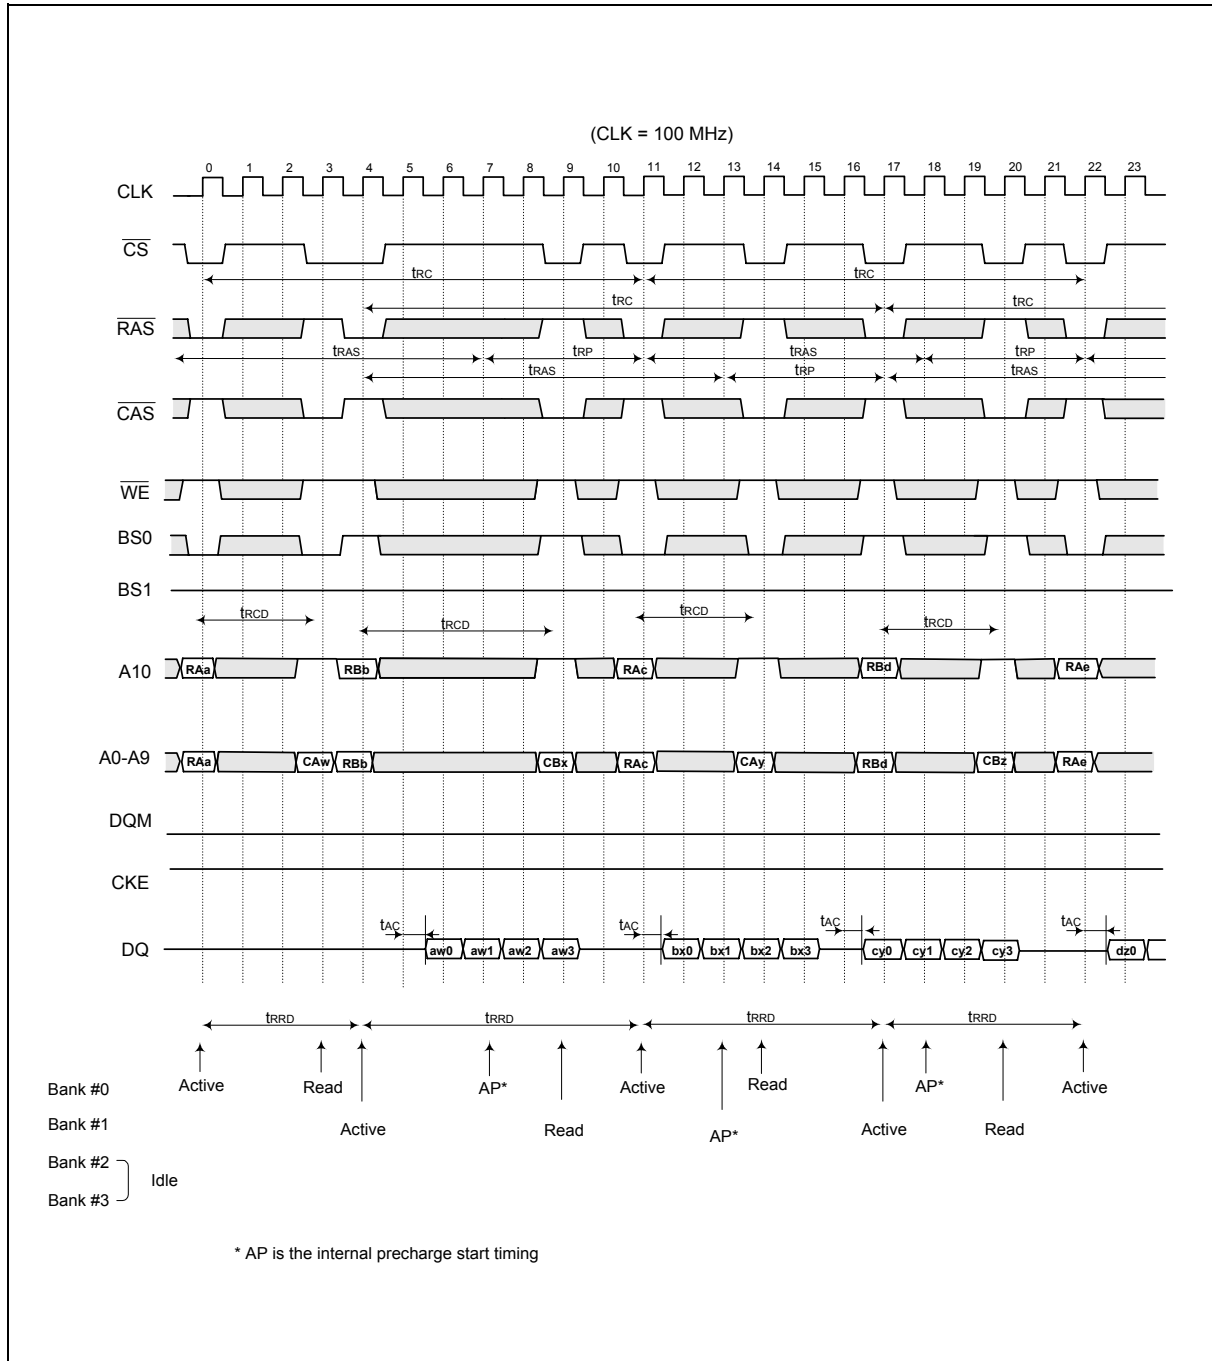 (CLK = 100 MHz)
0 1 2 3 4 5 6 7 8 9 10 11 12 13 14 15 16 17 18 19 20 21 22 23
CLK
CS
tRC tRC
tRC tRC
RAS
tRAS tRP tRAS tRP
tRAS tRP tRAS
CAS
WE
BS0
BS1
tRCD tRCD tRCD tRCD
A10 RAa RBb RAc RBd RAe
A0-A9 RAa CAw RBb CBx RAc CAy RBd CBz RAe
DQM
CKE
tAC tAC tAC tAC
DQ aw0 aw1 aw2 aw3 bx0 bx1 bx2 bx3 cy0 cy1 cy2 cy3 dz0
tRRD tRRD tRRD tRRD
Bank #0 Active Read AP* Active Read AP* Active
Bank #1 Active Read AP* Active Read
Bank #2
Idle
Bank #3
* AP is the internal precharge start timing